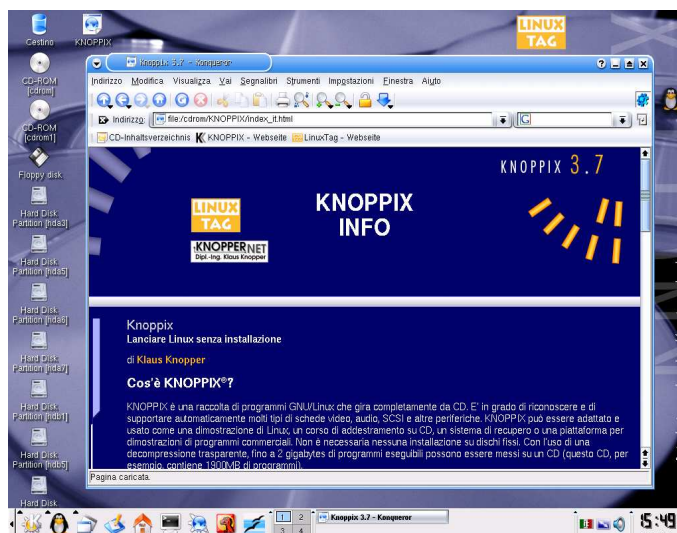 Cestino
KNOPPIX
LINUX
TAG
CD-ROM
[cdrom]
CD-ROM
[cdrom1]
Floppy disk
Hard Disk
Partition [hda3]
Hard Disk
Partition [hda5]
Hard Disk
Partition [hda6]
Hard Disk
Partition [hda7]
Hard Disk
Partition [hdb1]
Hard Disk
Partition [hdb5]
Hard Disk
Knoppix 3.7 - Konqueror
Indirizzo Modifica Visualizza Vai Segnalibri Strumenti Impostazioni Finestra Aiuto
Indirizzo: file:/cdrom/KNOPPIX/index_it.html
CD-Inhaltsverzeichnis KNOPPIX - Webseite LinuxTag - Webseite
KNOPPIX 3.7
LINUX
TAG
KNOPPER.NET
Dipl.-Ing. Klaus Knopper
KNOPPIX
INFO
Knoppix
Lanciare Linux senza installazione
di Klaus Knopper
Cos'è KNOPPIX®?
KNOPPIX é una raccolta di programmi GNU/Linux che gira completamente da CD. E' in grado di riconoscere e di
supportare automaticamente molti tipi di schede video, audio, SCSI e altre periferiche. KNOPPIX può essere adattato e
usato come una dimostrazione di Linux, un corso di addestramento su CD, un sistema di recupero o una piattaforma per
dimostrazioni di programmi commerciali. Non è necessaria nessuna installazione su dischi fissi. Con l'uso di una
decompressione trasparente, fino a 2 gigabytes di programmi eseguibili possono essere messi su un CD (questo CD, per
esempio, contiene 1900MB di programmi).
Pagina caricata.
1 2
3 4
Knoppix 3.7 - Konqueror
15:49